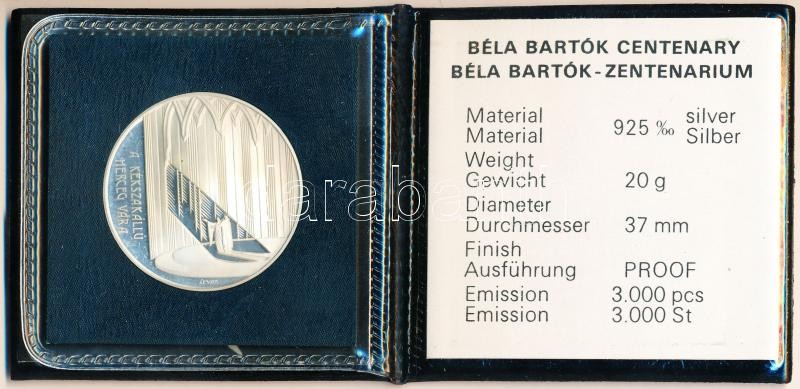 A KÉKSZAKÁLLÚ
HERCEG VÁRA
darabanth
BÉLA BARTÓK CENTENARY
BÉLA BARTÓK-ZENTENARIUM
Material 925 ‰ silver
Material Silber
Weight
Gewicht 20 g
Diameter
Durchmesser 37 mm
Finish
Ausführung PROOF
Emission 3.000 pcs
Emission 3.000 St